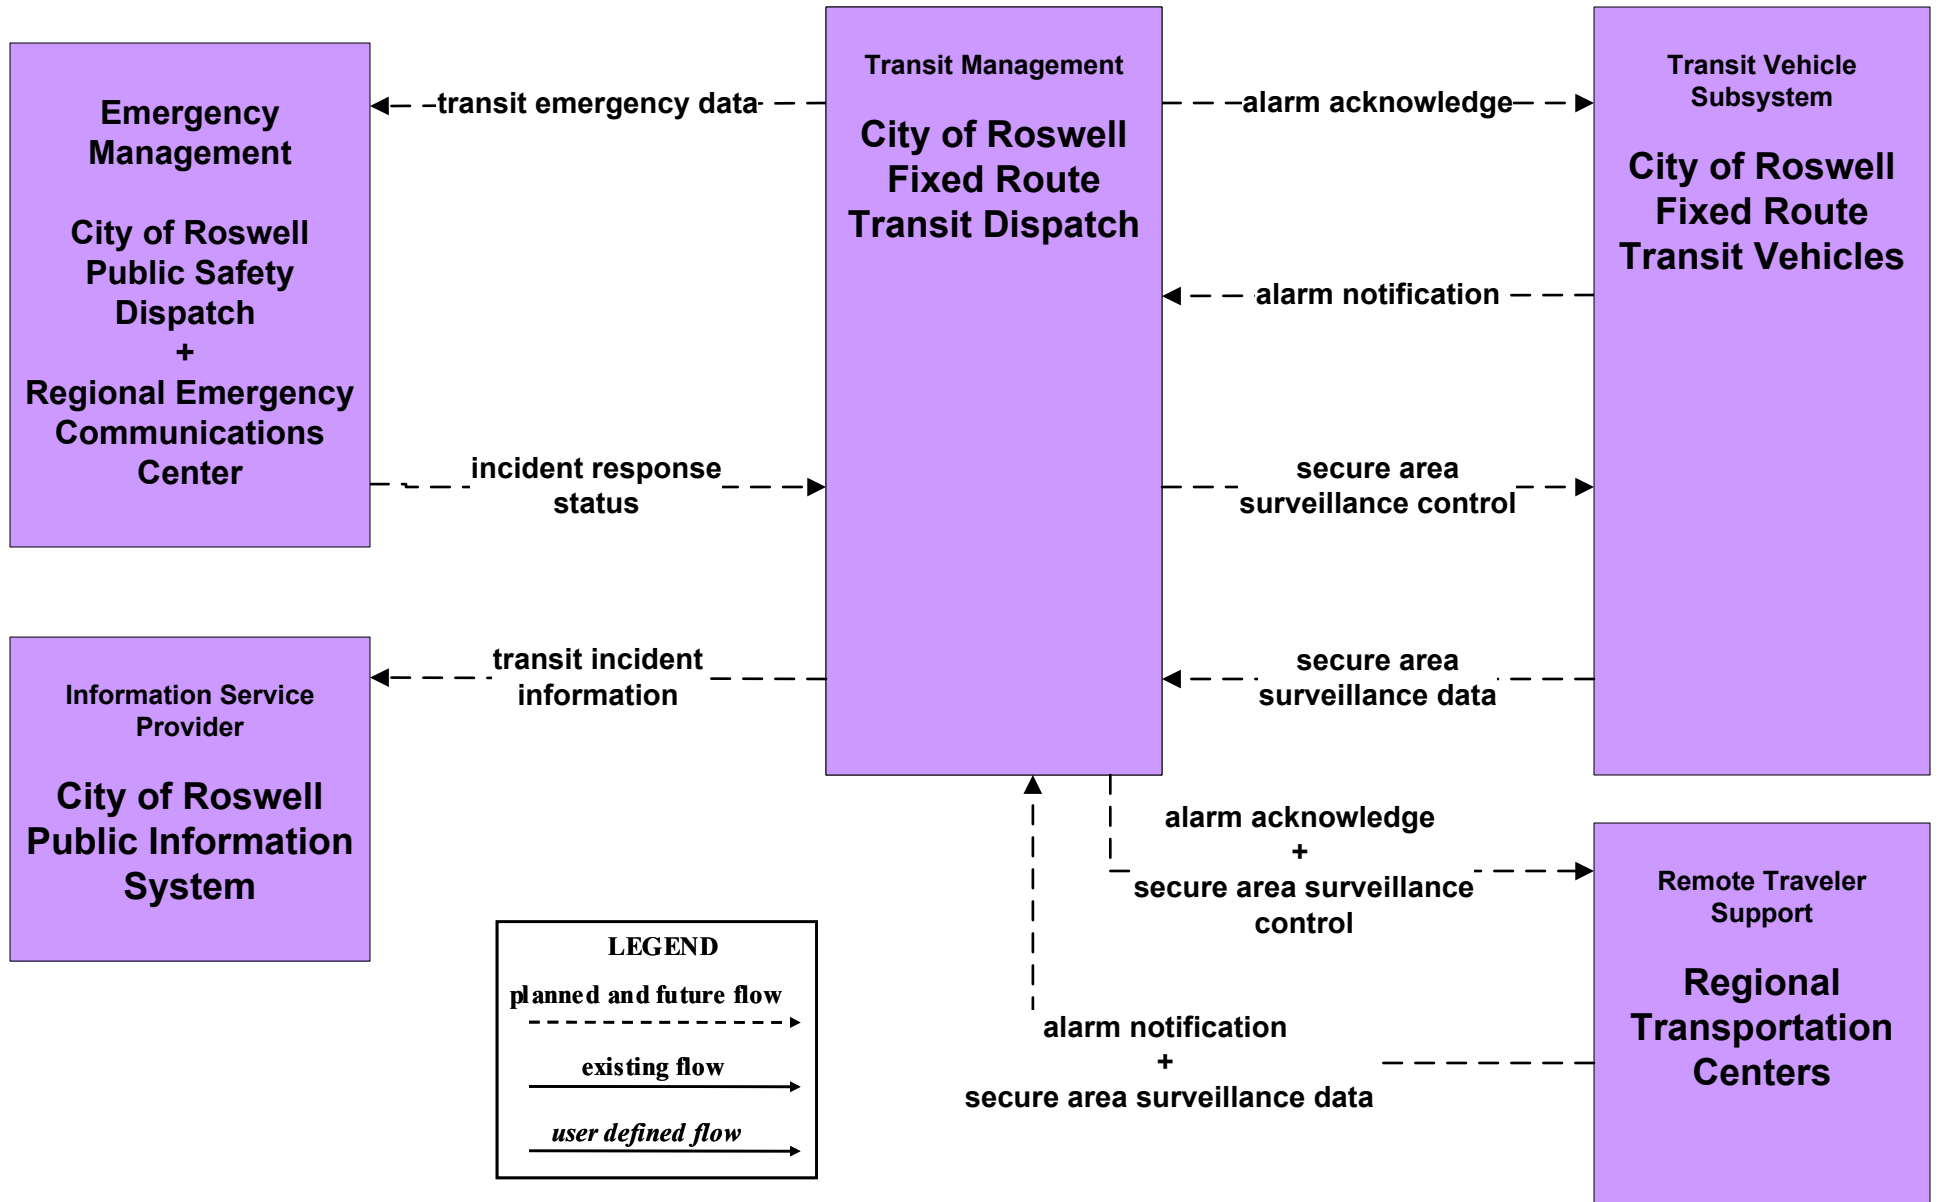 Emergency
Management
City of Roswell
Public Safety
Dispatch
+
Regional Emergency
Communications
Center
transit emergency data
incident response
status
Transit Management
City of Roswell
Fixed Route
Transit Dispatch
alarm acknowledge
alarm notification
secure area
surveillance control
secure area
surveillance data
Transit Vehicle
Subsystem
City of Roswell
Fixed Route
Transit Vehicles
Information Service
Provider
City of Roswell
Public Information
System
transit incident
information
alarm acknowledge
+
secure area surveillance
control
alarm notification
+
secure area surveillance data
Remote Traveler
Support
Regional
Transportation
Centers
LEGEND
planned and future flow
existing flow
user defined flow